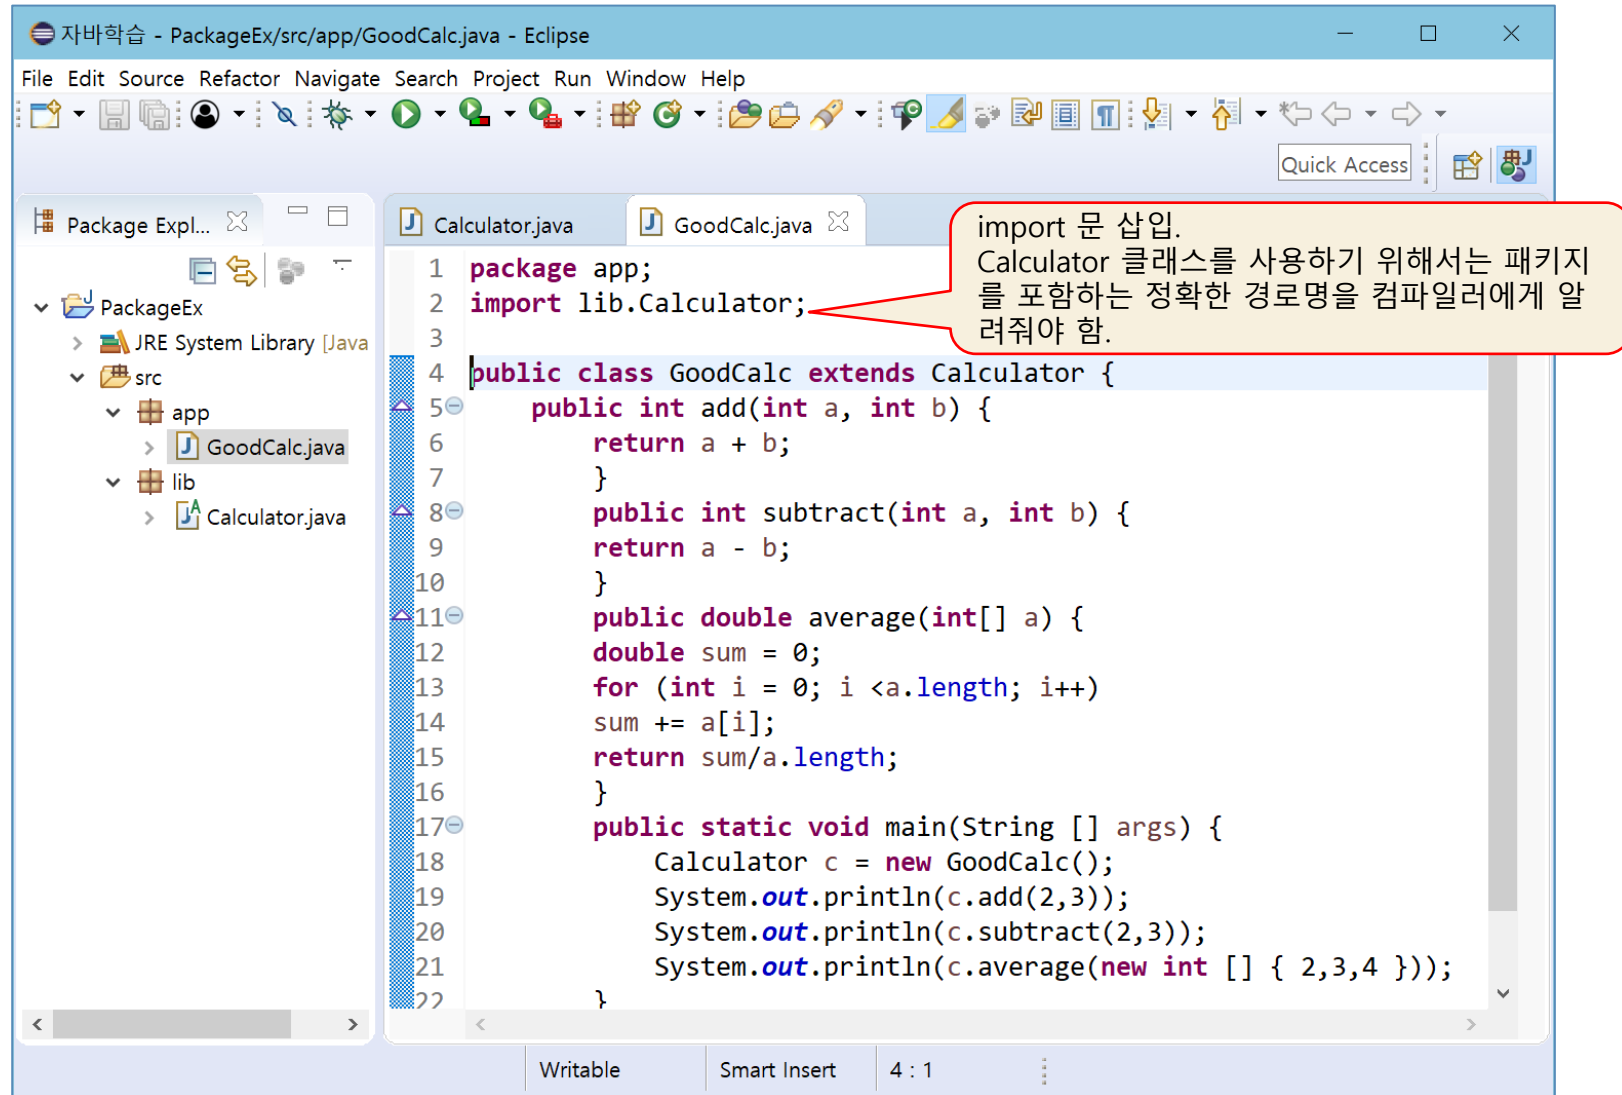 자바학습 - PackageEx/src/app/GoodCalc.java - Eclipse
File Edit Source Refactor Navigate Search Project Run Window Help
Quick Access
Package Expl...
PackageEx
JRE System Library [Java
src
app
GoodCalc.java
lib
Calculator.java
Calculator.java GoodCalc.java
import 문 삽입.
Calculator 클래스를 사용하기 위해서는 패키지
를 포함하는 정확한 경로명을 컴파일러에게 알
려줘야 함.
1 package app;
2 import lib.Calculator;
3
4 public class GoodCalc extends Calculator {
5 public int add(int a, int b) {
6 return a + b;
7 }
8 public int subtract(int a, int b) {
9 return a - b;
10 }
11 public double average(int[] a) {
12 double sum = 0;
13 for (int i = 0; i <a.length; i++)
14 sum += a[i];
15 return sum/a.length;
16 }
17 public static void main(String [] args) {
18 Calculator c = new GoodCalc();
19 System.out.println(c.add(2,3));
20 System.out.println(c.subtract(2,3));
21 System.out.println(c.average(new int [] { 2,3,4 }));
22 }
Writable Smart Insert 4 : 1